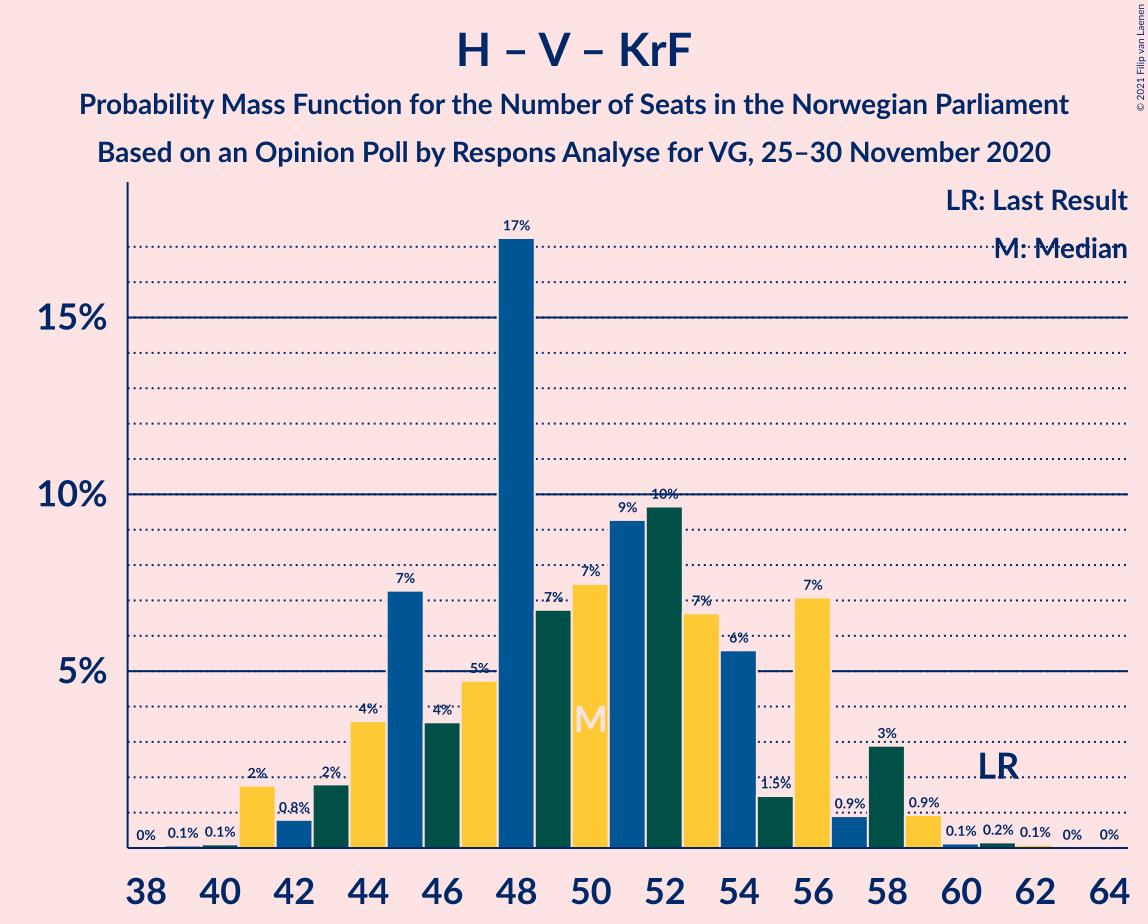 H – V – KrF
Probability Mass Function for the Number of Seats in the Norwegian Parliament
Based on an Opinion Poll by Respons Analyse for VG, 25–30 November 2020
© 2021 Filip van Laenen
LR: Last Result
M: Median
15%
10%
5%
0% 0.1% 0.1% 2% 0.8% 2% 4% 7% 4% 5% 17% 7% 7% 9% 10% 7% 6% 1.5% 7% 0.9% 3% 0.9% 0.1% 0.2% 0.1% 0% 0%
M
LR
38 40 42 44 46 48 50 52 54 56 58 60 62 64